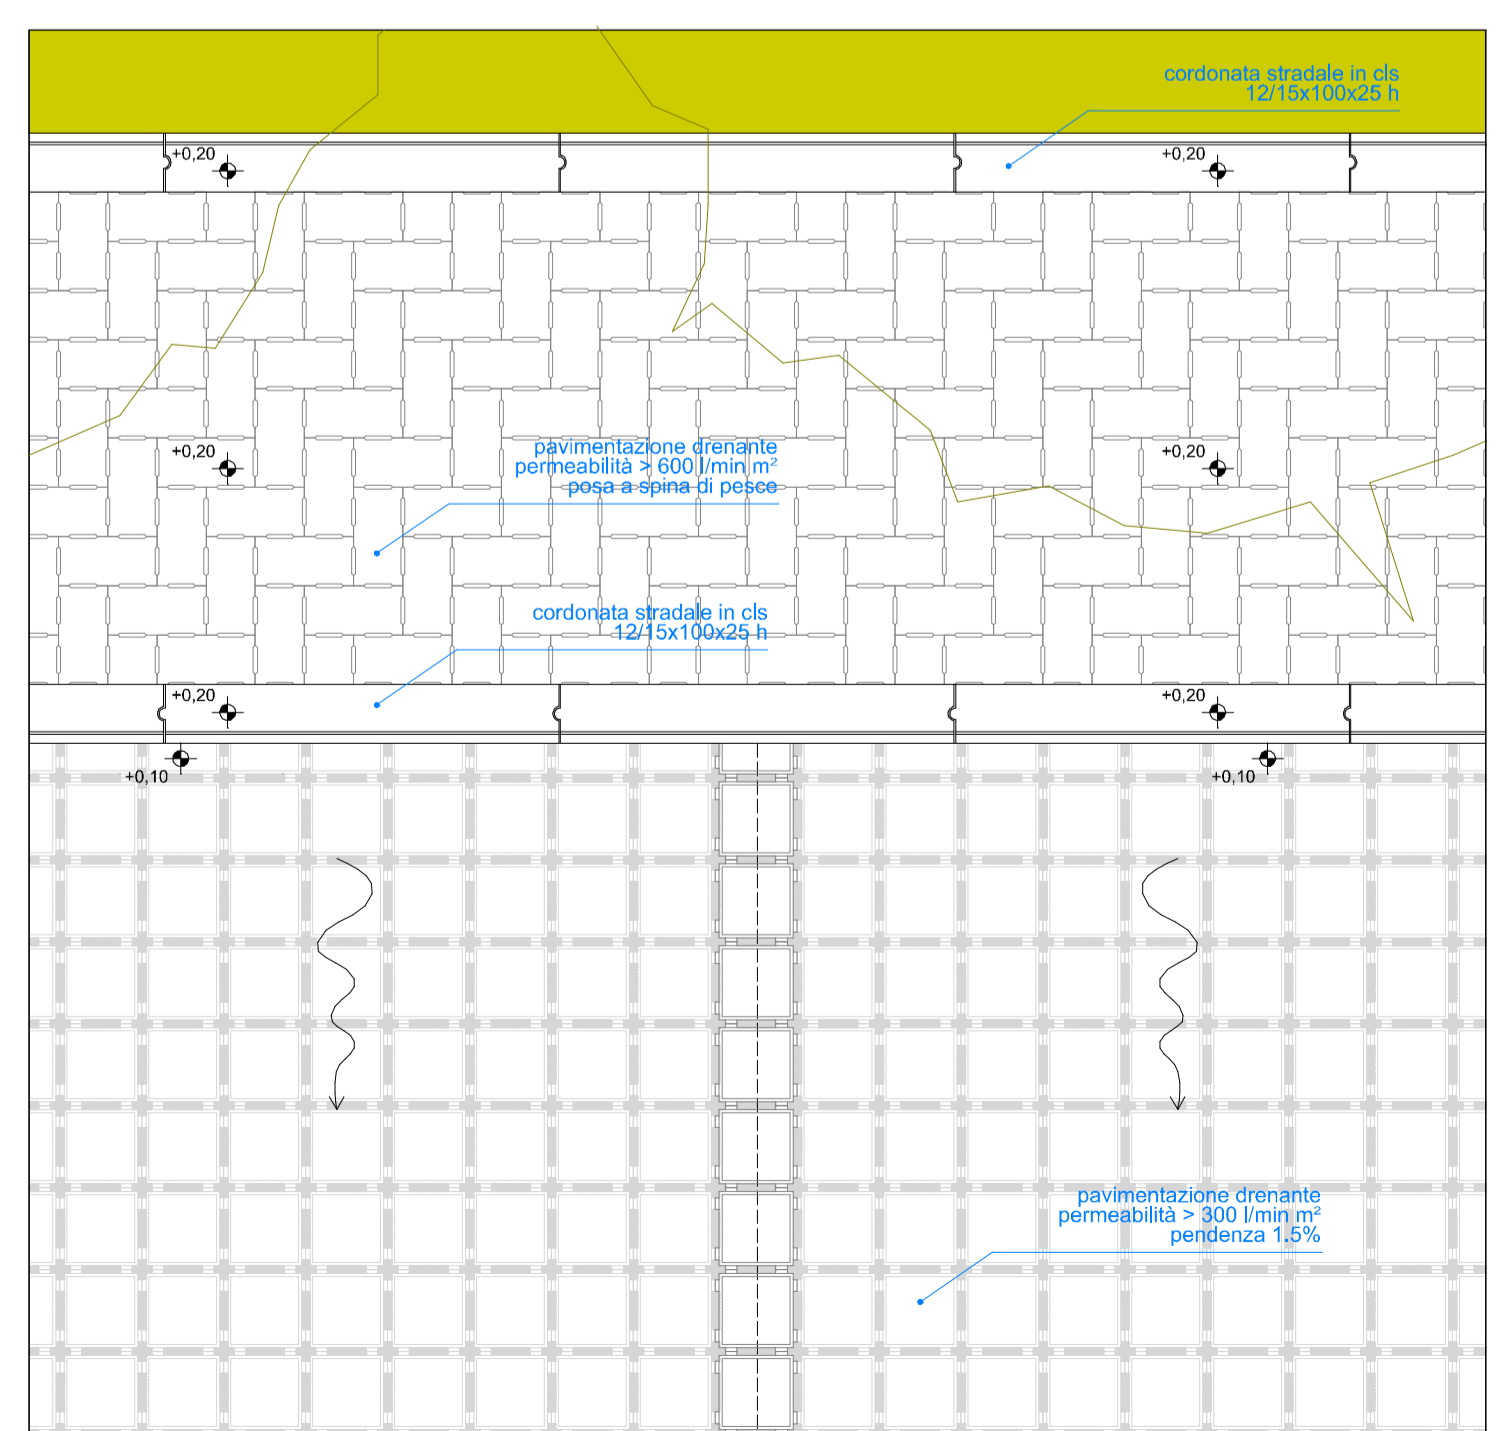 cordonata stradale in cls
12/15x100x25 h
+0,20
+0,20
+0,20
+0,20
pavimentazione drenante
permeabilità > 600 l/min m²
posa a spina di pesce
cordonata stradale in cls
12/15x100x25 h
+0,20
+0,20
+0,10
+0,10
pavimentazione drenante
permeabilità > 300 l/min m²
pendenza 1.5%